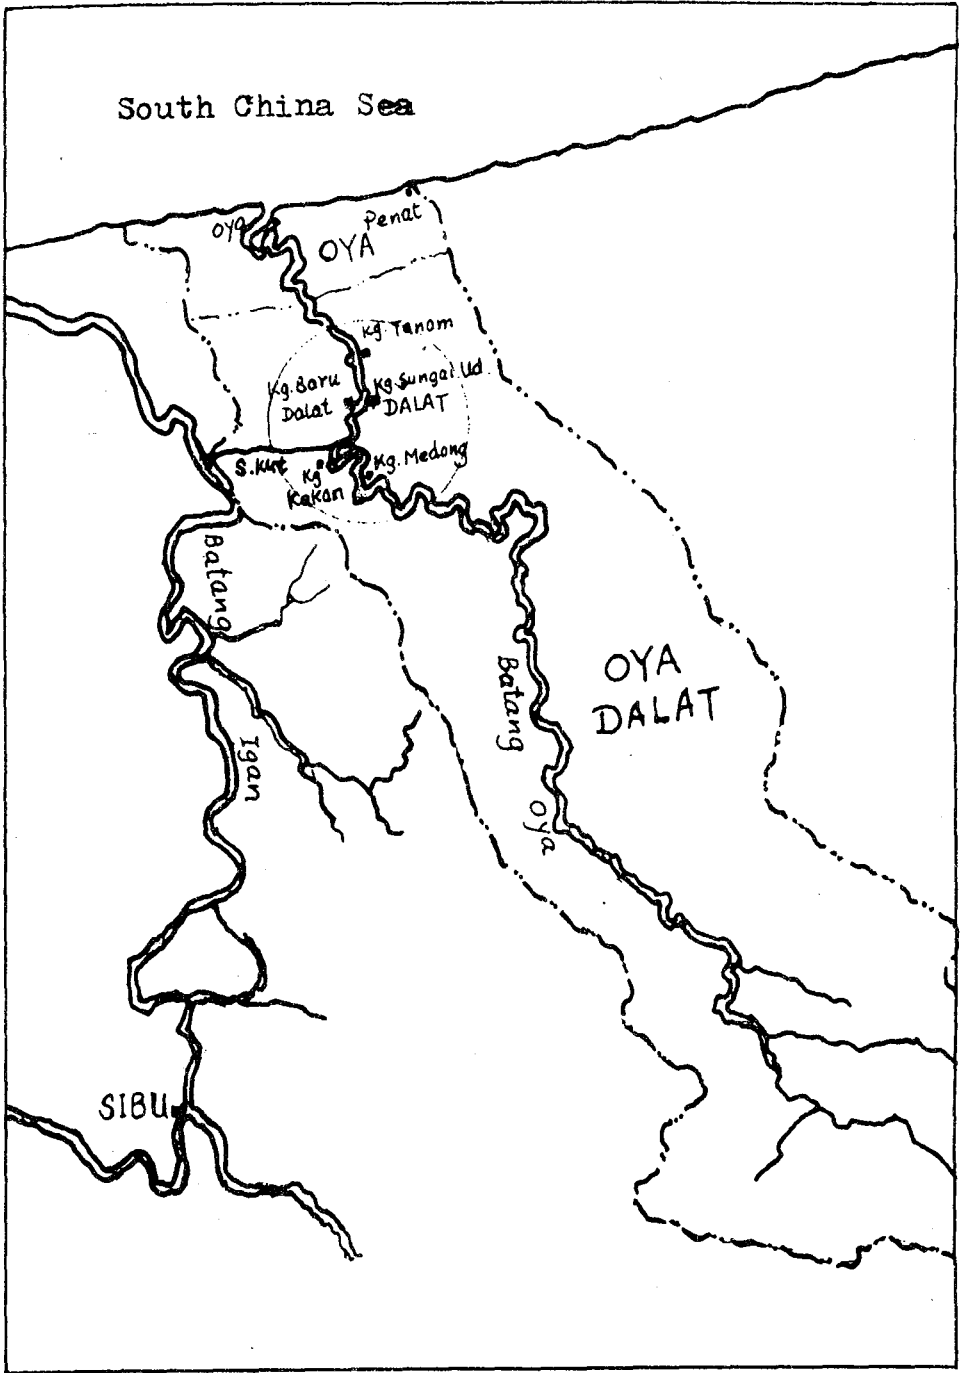 South China Sea
Penat
OYA
OYA
Kg. Tanom
Kg. Baru
Dalat
Kg. Sungai Ud
DALAT
S. Kut
Kg
Kakan
Kg. Medong
Batang
Igan
Batang
Oya
OYA
DALAT
SIBU